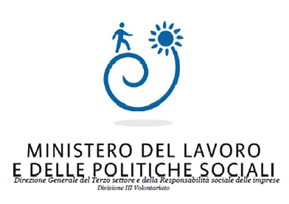 MINISTERO DEL LAVORO
E DELLE POLITICHE SOCIALI
Direzione Generale del Terzo settore e della Responsabilità sociale delle imprese
Divisione III Volontariato